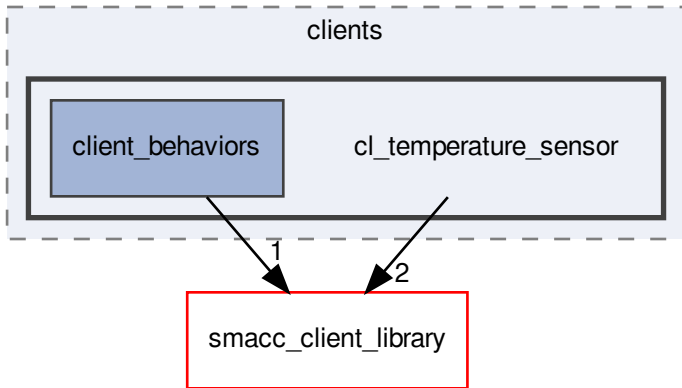 clients
client_behaviors
cl_temperature_sensor
1
2
smacc_client_library